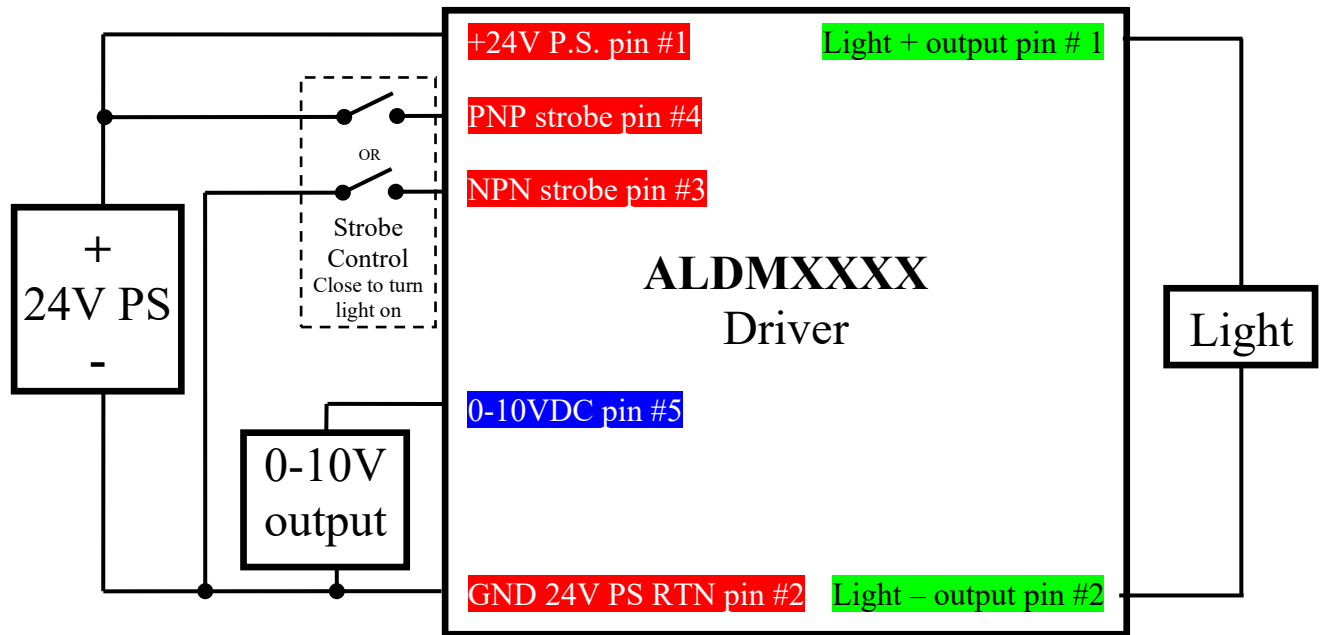 +24V P.S. pin #1
Light + output pin # 1
PNP strobe pin #4
OR
NPN strobe pin #3
Strobe
Control
Close to turn
light on
+
24V PS
-
ALDMXXXX
Driver
Light
0-10VDC pin #5
0-10V
output
GND 24V PS RTN pin #2
Light – output pin #2